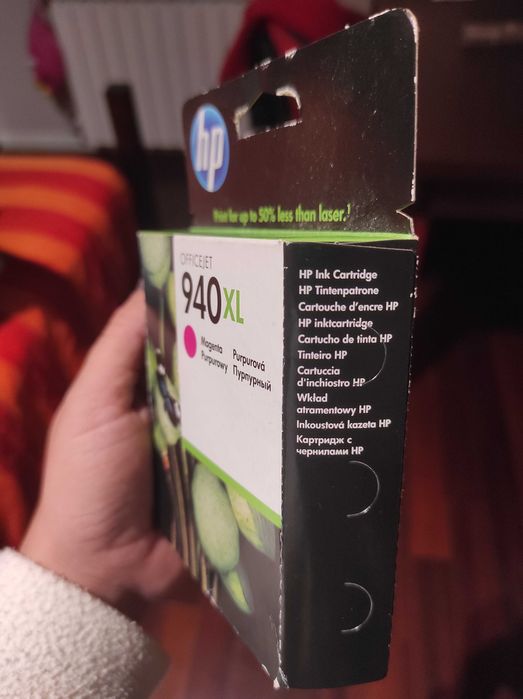 hp
Print for up to 50% less than laser.¹
OFFICEJET
940XL
Magenta Purpurová
Purpurowy Пурпурный
HP Ink Cartridge
HP Tintenpatrone
Cartouche d'encre HP
HP inktcartridge
Cartucho de tinta HP
Tinteiro HP
Cartuccia
d'inchiostro HP
Wkład
atramentowy HP
Inkoustová kazeta HP
Картридж с
чернилами HP